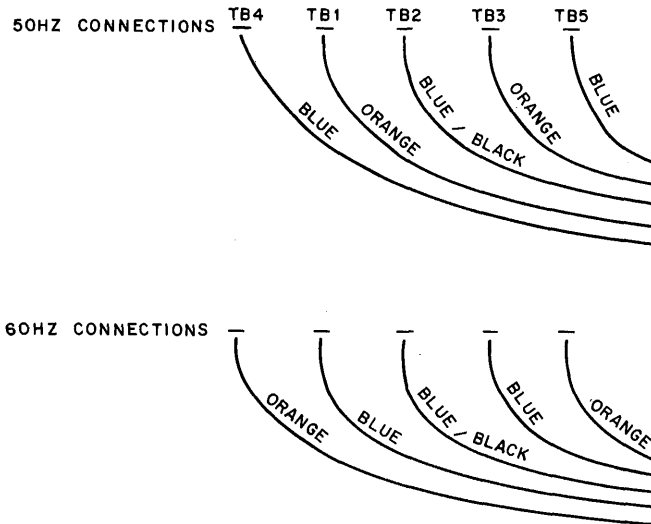 TB4 TB1 TB2 TB3 TB5
50HZ CONNECTIONS
BLUE
ORANGE
BLUE / BLACK
ORANGE
BLUE
60HZ CONNECTIONS
ORANGE
BLUE
BLUE / BLACK
BLUE
ORANGE